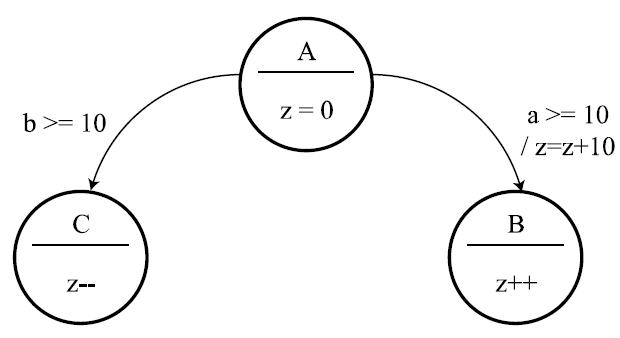 A
z = 0
b >= 10
a >= 10
/ z=z+10
C
z--
B
z++